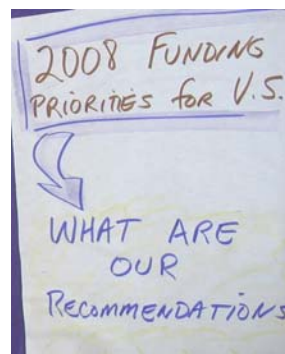 2008 FUNDING
PRIORITIES FOR U.S.
WHAT ARE
OUR
RECOMMENDATIONS